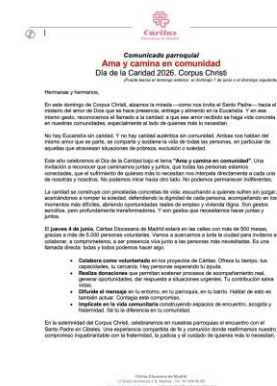 Cáritas
Diocesana de Madrid
Comunicado parroquial
Ama y camina en comunidad
Día de la Caridad 2026. Corpus Christi
(Puede leerse el domingo anterior, el domingo 7 de junio o el domingo siguiente)
Hermanas y hermanos,
En este domingo de Corpus Christi, alzamos la mirada —como nos invita el Santo Padre— hacia el
misterio del amor de Dios que se hace presencia, entrega y alimento en la Eucaristía. Y en ese
mismo gesto, reconocemos el llamado a la caridad: a que ese amor recibido se haga vida concreta
en nuestras comunidades, especialmente al lado de quienes más lo necesitan.
No hay Eucaristía sin caridad. Y no hay caridad auténtica sin comunidad. Ambas nos hablan del
mismo amor que se parte, se comparte y sostiene la vida de todas las personas, en particular de
aquellas que atraviesan situaciones de pobreza, exclusión o soledad.
Este año celebraremos el Día de la Caridad bajo el lema "Ama y camina en comunidad". Una
invitación a reconocer que caminamos juntas y juntos, que todas las personas estamos
conectadas, que el sufrimiento de quienes más lo necesitan nos interpela directamente a cada una
de nosotras y nosotros. No podemos mirar hacia otro lado. No podemos permanecer indiferentes.
La caridad se construye con pinceladas concretas de vida: escuchando a quienes sufren sin juzgar,
acercándonos a romper la soledad, defendiendo la dignidad de cada persona, acompañando en los
momentos más difíciles, abriendo oportunidades reales de empleo y vivienda digna. Son gestos
sencillos, pero profundamente transformadores. Y son gestos que necesitamos hacer juntas y
juntos.
El jueves 4 de junio, Cáritas Diocesana de Madrid estará en las calles con más de 500 mesas,
gracias a más de 5.000 personas voluntarias. Vamos a acercarnos a toda la ciudad para invitaros a
colaborar, a comprometeros, a ser presencia viva junto a las personas más necesitadas. Es una
llamada directa: todas y todos podemos hacer algo.
• Colabora como voluntariado en los proyectos de Cáritas. Ofrece tu tiempo, tus
capacidades, tu cercanía. Hay personas esperando tu ayuda.
• Realiza donaciones que permitan sostener procesos de acompañamiento real,
generar oportunidades, dar respuesta a situaciones urgentes. Tu contribución salva
vidas.
• Difunde el mensaje en tu entorno, en tu parroquia, en tu barrio. Hablar de esto es
también actuar. Contagia este compromiso.
• Implícate en la vida comunitaria construyendo espacios de encuentro, acogida y
fraternidad. Sé tú la diferencia en tu comunidad.
En la solemnidad del Corpus Christi, celebraremos en nuestras parroquias el encuentro con el
Santo Padre en Cibeles. Una experiencia compartida de fe y comunión donde reafirmamos nuestro
compromiso inquebrantable con la fraternidad, la justicia y el cuidado de quienes más lo necesitan.
Cáritas Diocesana de Madrid